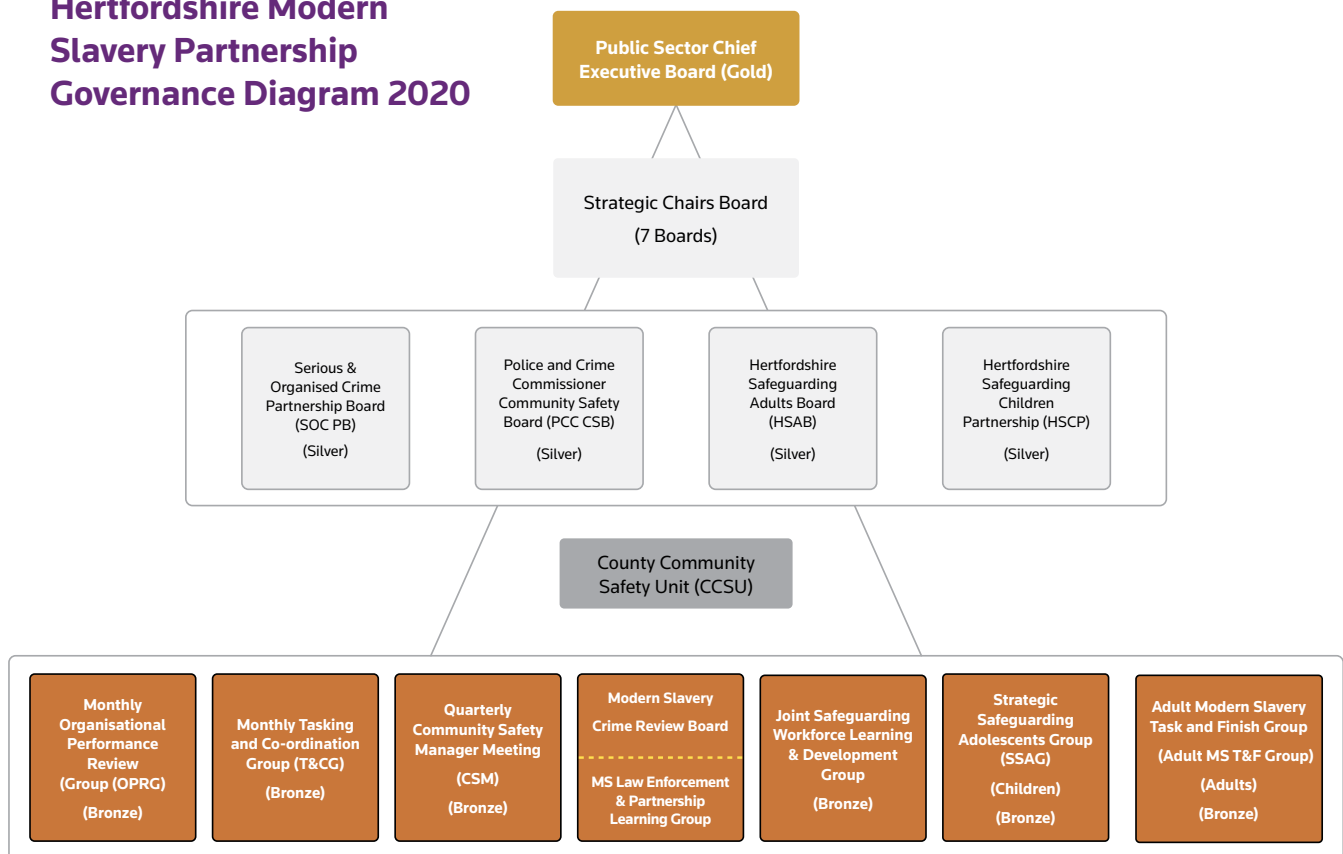 Hertfordshire Modern
Slavery Partnership
Governance Diagram 2020
Public Sector Chief
Executive Board (Gold)
Strategic Chairs Board
(7 Boards)
Serious &
Organised Crime
Partnership Board
(SOC PB)
(Silver)
Police and Crime
Commissioner
Community Safety
Board (PCC CSB)
(Silver)
Hertfordshire
Safeguarding
Adults Board
(HSAB)
(Silver)
Hertfordshire
Safeguarding
Children
Partnership (HSCP)
(Silver)
County Community
Safety Unit (CCSU)
Monthly
Organisational
Performance
Review
(Group (OPRG)
(Bronze)
Monthly Tasking
and Co-ordination
Group (T&CG)
(Bronze)
Quarterly
Community Safety
Manager Meeting
(CSM)
(Bronze)
Modern Slavery
Crime Review Board
MS Law Enforcement
& Partnership
Learning Group
Joint Safeguarding
Workforce Learning
& Development
Group
(Bronze)
Strategic
Safeguarding
Adolescents Group
(SSAG)
(Children)
(Bronze)
Adult Modern Slavery
Task and Finish Group
(Adult MS T&F Group)
(Adults)
(Bronze)